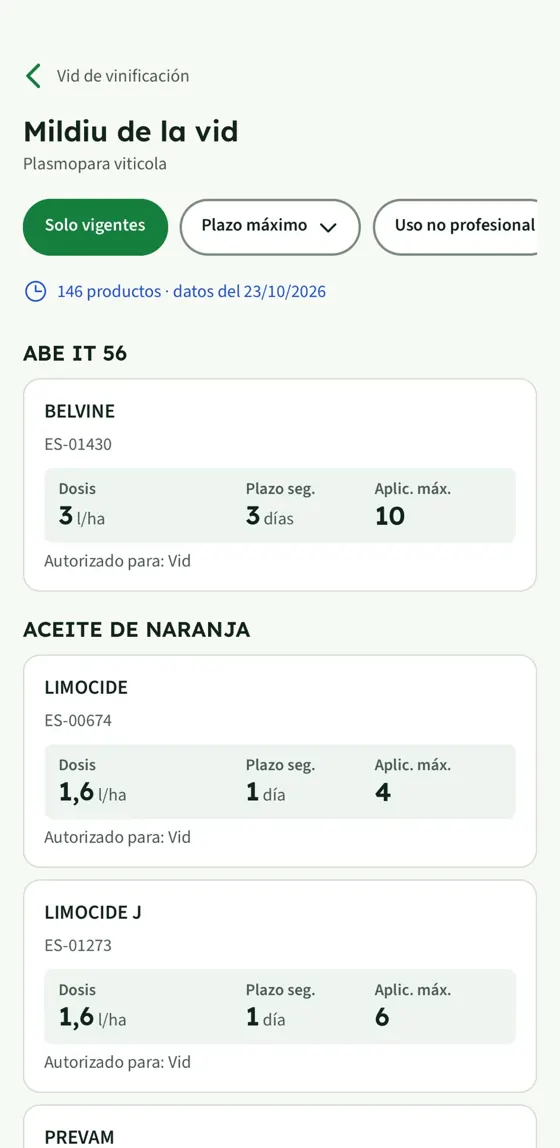 Vid de vinificación
Mildiu de la vid
Plasmopara viticola
Solo vigentes
Plazo máximo
Uso no profesional
146 productos · datos del 23/10/2026
ABE IT 56
BELVINE
ES-01430
Dosis Plazo seg. Aplic. máx.
3 l/ha 3 días 10
Autorizado para: Vid
ACEITE DE NARANJA
LIMOCIDE
ES-00674
Dosis Plazo seg. Aplic. máx.
1,6 l/ha 1 día 4
Autorizado para: Vid
LIMOCIDE J
ES-01273
Dosis Plazo seg. Aplic. máx.
1,6 l/ha 1 día 6
Autorizado para: Vid
PREVAM